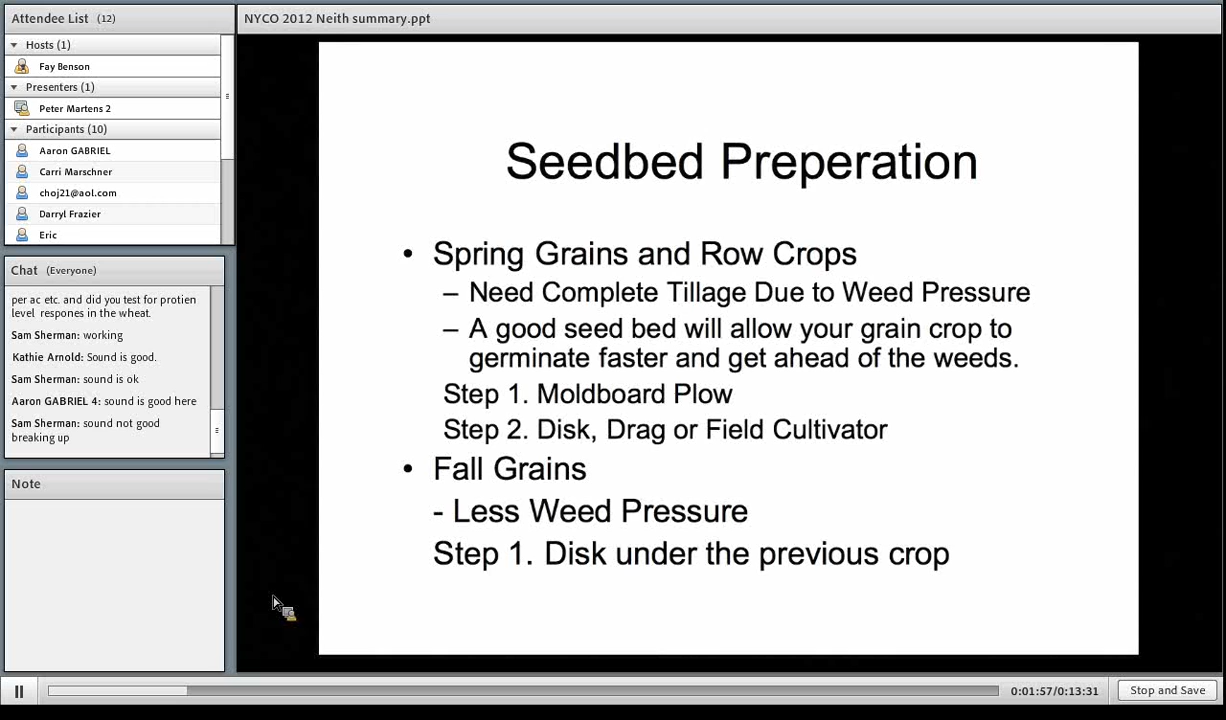 Attendee List (12)
Hosts (1)
Fay Benson
Presenters (1)
Peter Martens 2
Participants (10)
Aaron GABRIEL
Carri Marschner
choj21@aol.com
Darryl Frazier
Eric
Chat (Everyone)
per ac etc. and did you test for protien
level respones in the wheat.
Sam Sherman: working
Kathie Arnold: Sound is good.
Sam Sherman: sound is ok
Aaron GABRIEL 4: sound is good here
Sam Sherman: sound not good
breaking up
Note
NYCO 2012 Neith summary.ppt
Seedbed Preperation
• Spring Grains and Row Crops
– Need Complete Tillage Due to Weed Pressure
– A good seed bed will allow your grain crop to
germinate faster and get ahead of the weeds.
Step 1. Moldboard Plow
Step 2. Disk, Drag or Field Cultivator
• Fall Grains
- Less Weed Pressure
Step 1. Disk under the previous crop
0:01:57/0:13:31
Stop and Save